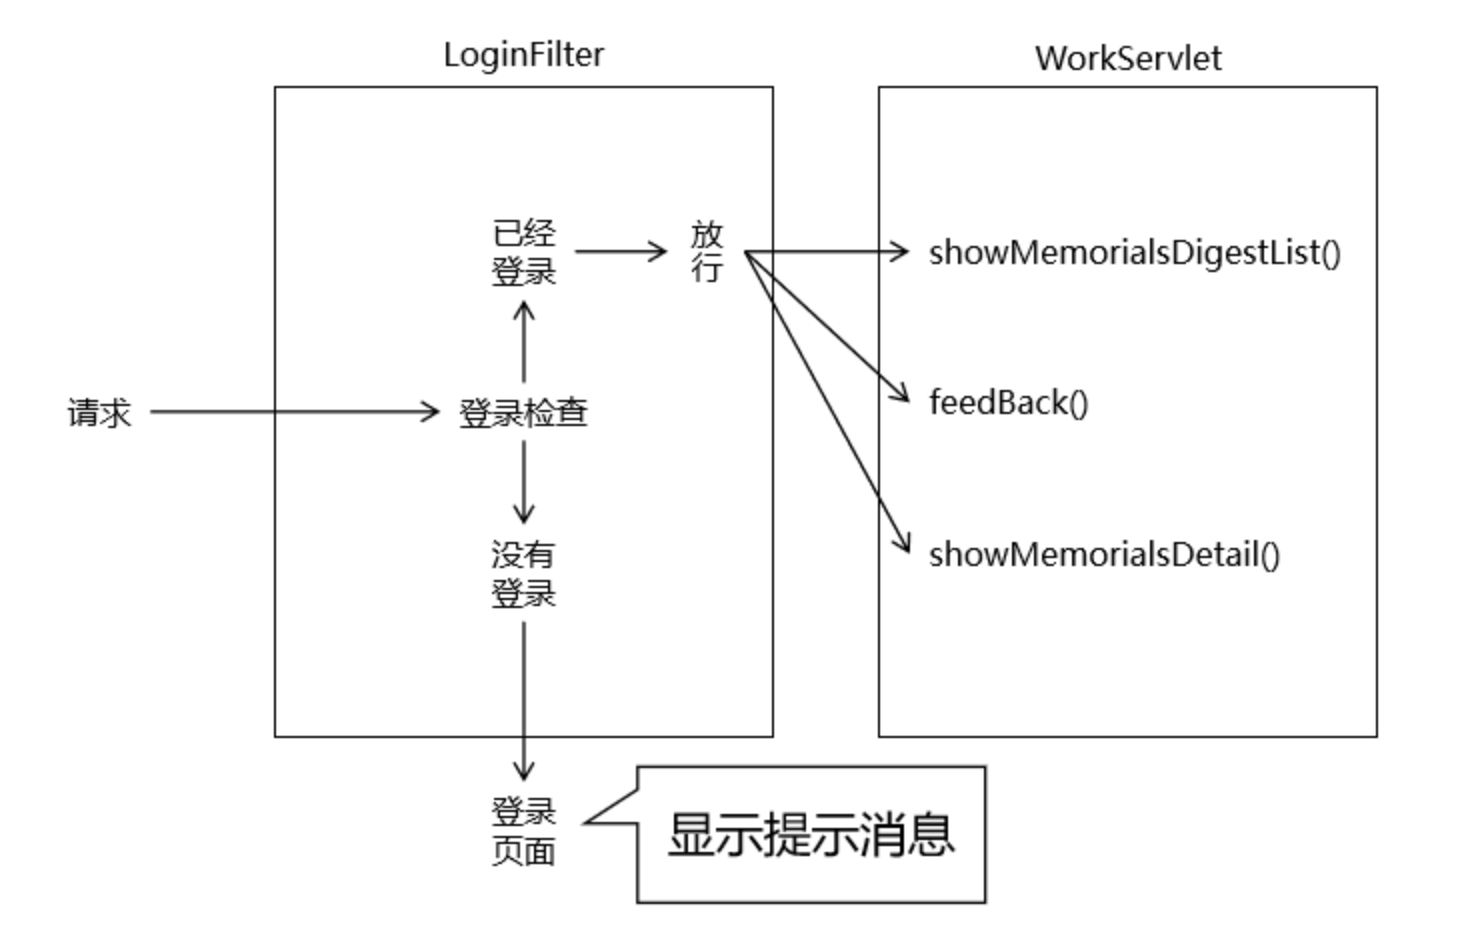 LoginFilter
WorkServlet
已经
登录
放
行
showMemorialsDigestList()
请求
登录检查
feedBack()
没有
登录
showMemorialsDetail()
登录
页面
显示提示消息